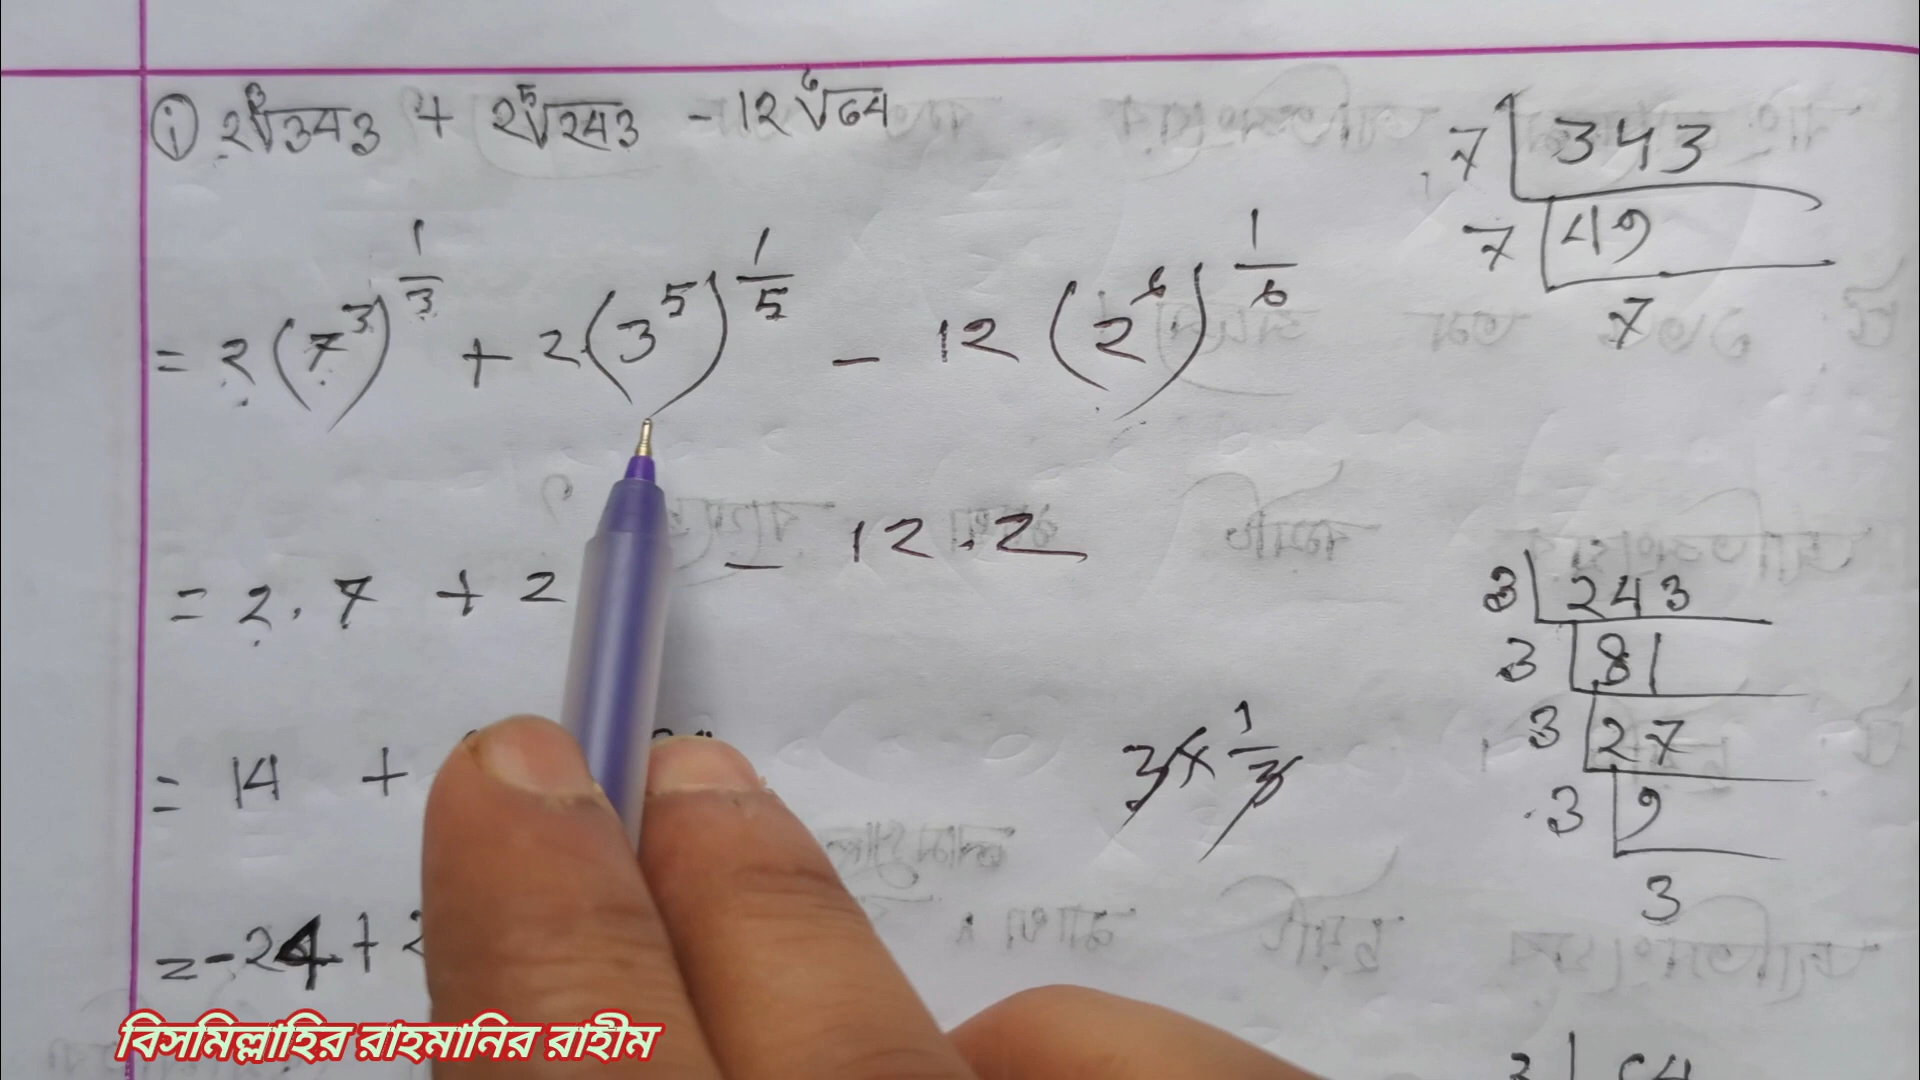 i 2∛343 + 2⁵√243 - 12⁶√64
= 2(7³)^1/3 + 2.(3⁵)^1/5 - 12(2⁶)^1/6
= 2.7 + 2 - 12.2
= 14 +
= -24 + 2
7 343
7 49
7
3 243
3 81
3 27
3 9
3
3 × 1/3
বিসমিল্লাহির রাহমানির রাহীম